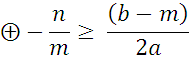 ⊕ − n/m ≥ (b − m)/2a